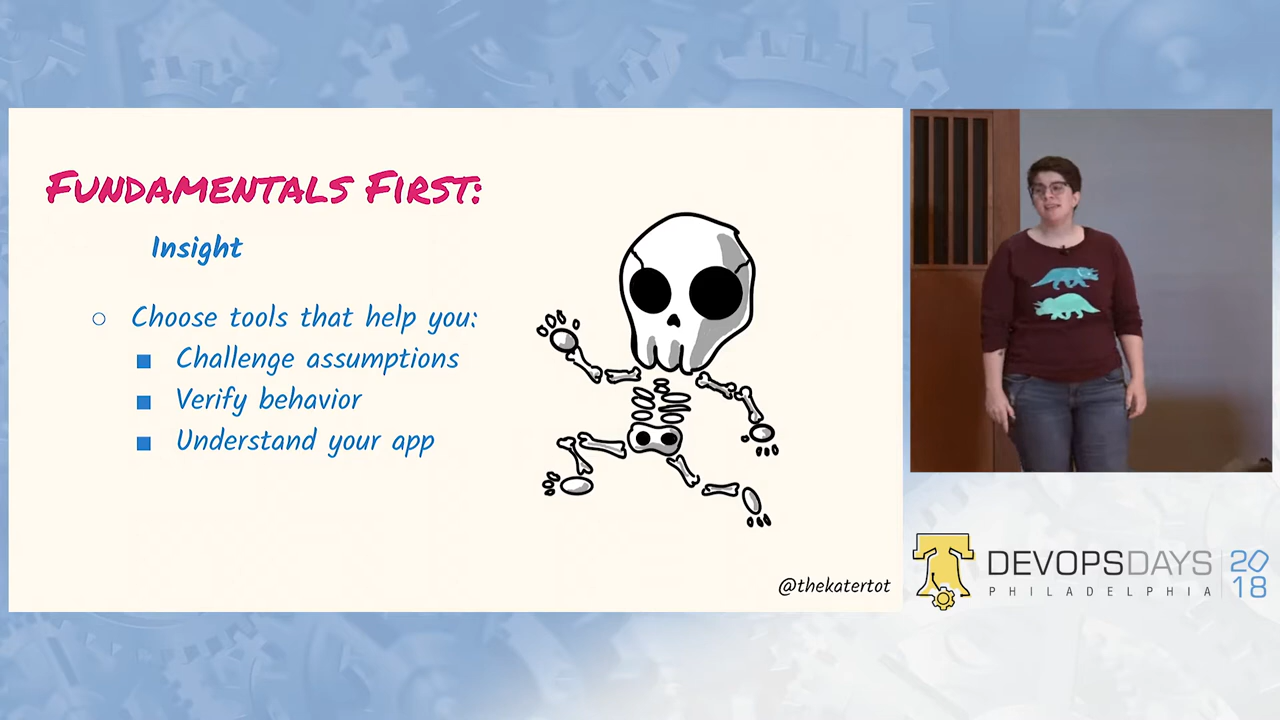 FUNDAMENTALS FIRST:
Insight
Choose tools that help you:
Challenge assumptions
Verify behavior
Understand your app
@thekatertot
DEVOPSDAYS
PHILADELPHIA
20
18